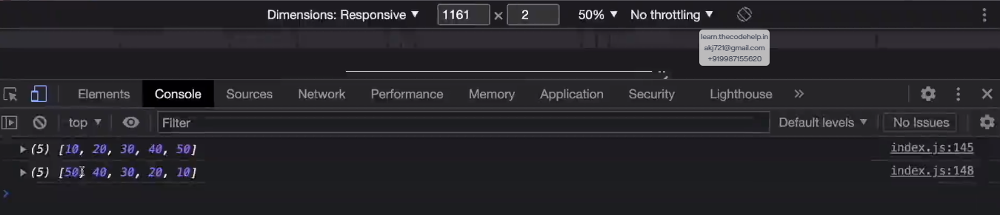 Dimensions: Responsive ▼ 1161 × 2 50% ▼ No throttling ▼
learn.thecodehelp.in
akj721@gmail.com
+919987155620
Elements Console Sources Network Performance Memory Application Security Lighthouse »
top ▼ Filter Default levels ▼ No Issues
▶ (5) [10, 20, 30, 40, 50] index.js:145
▶ (5) [50, 40, 30, 20, 10] index.js:148
>